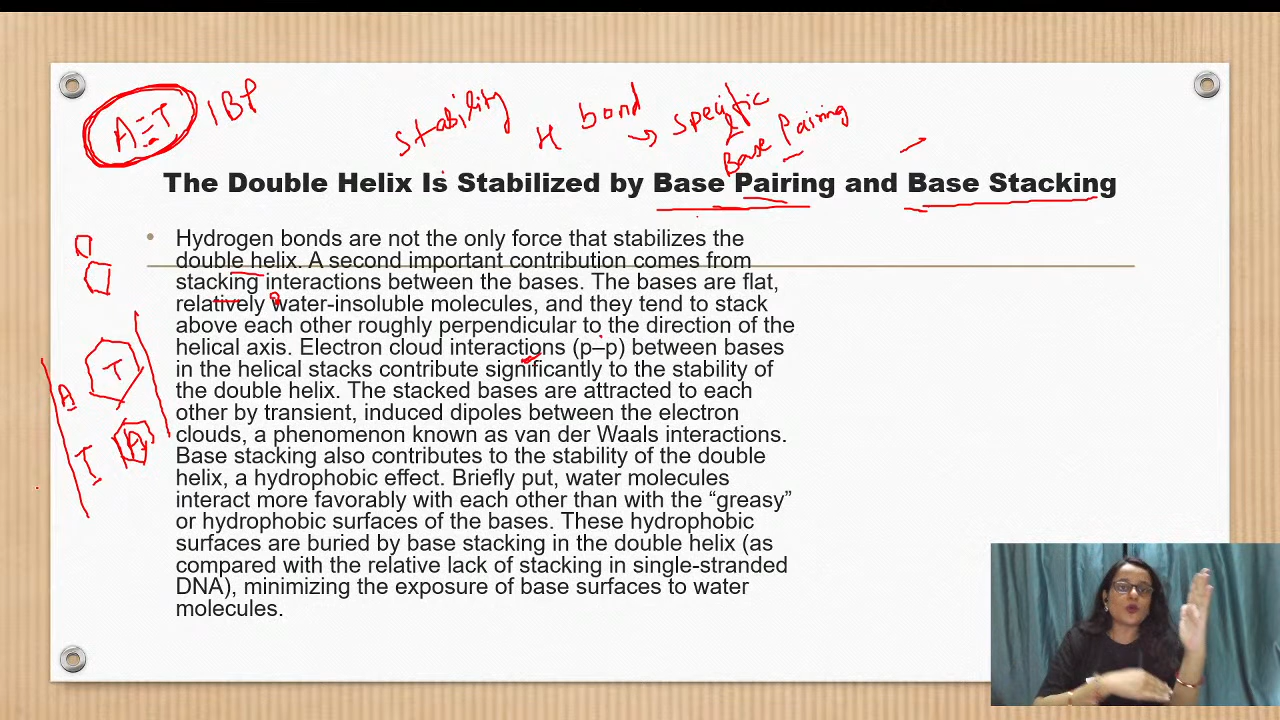 A=T 1BP
stability H bond → specific
Base Pairing
The Double Helix Is Stabilized by Base Pairing and Base Stacking
• Hydrogen bonds are not the only force that stabilizes the
double helix. A second important contribution comes from
stacking interactions between the bases. The bases are flat,
relatively water-insoluble molecules, and they tend to stack
above each other roughly perpendicular to the direction of the
helical axis. Electron cloud interactions (p–p) between bases
in the helical stacks contribute significantly to the stability of
the double helix. The stacked bases are attracted to each
other by transient, induced dipoles between the electron
clouds, a phenomenon known as van der Waals interactions.
Base stacking also contributes to the stability of the double
helix, a hydrophobic effect. Briefly put, water molecules
interact more favorably with each other than with the “greasy”
or hydrophobic surfaces of the bases. These hydrophobic
surfaces are buried by base stacking in the double helix (as
compared with the relative lack of stacking in single-stranded
DNA), minimizing the exposure of base surfaces to water
molecules.
A T
T A